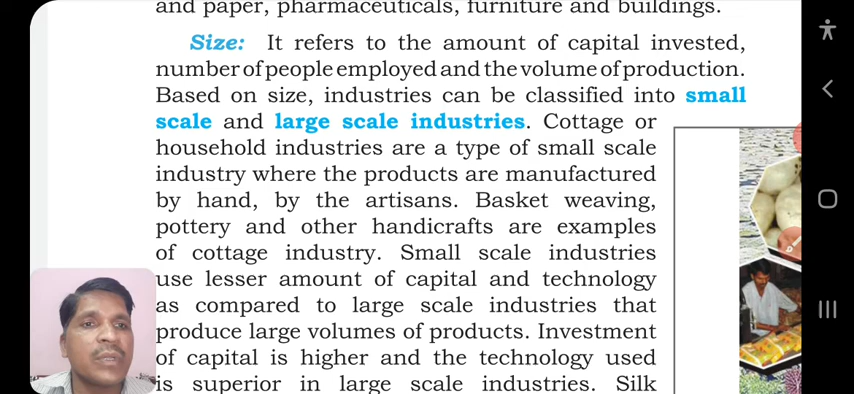 and paper, pharmaceuticals, furniture and buildings.
Size: It refers to the amount of capital invested,
number of people employed and the volume of production.
Based on size, industries can be classified into small
scale and large scale industries. Cottage or
household industries are a type of small scale
industry where the products are manufactured
by hand, by the artisans. Basket weaving,
pottery and other handicrafts are examples
of cottage industry. Small scale industries
use lesser amount of capital and technology
as compared to large scale industries that
produce large volumes of products. Investment
of capital is higher and the technology used
is superior in large scale industries. Silk